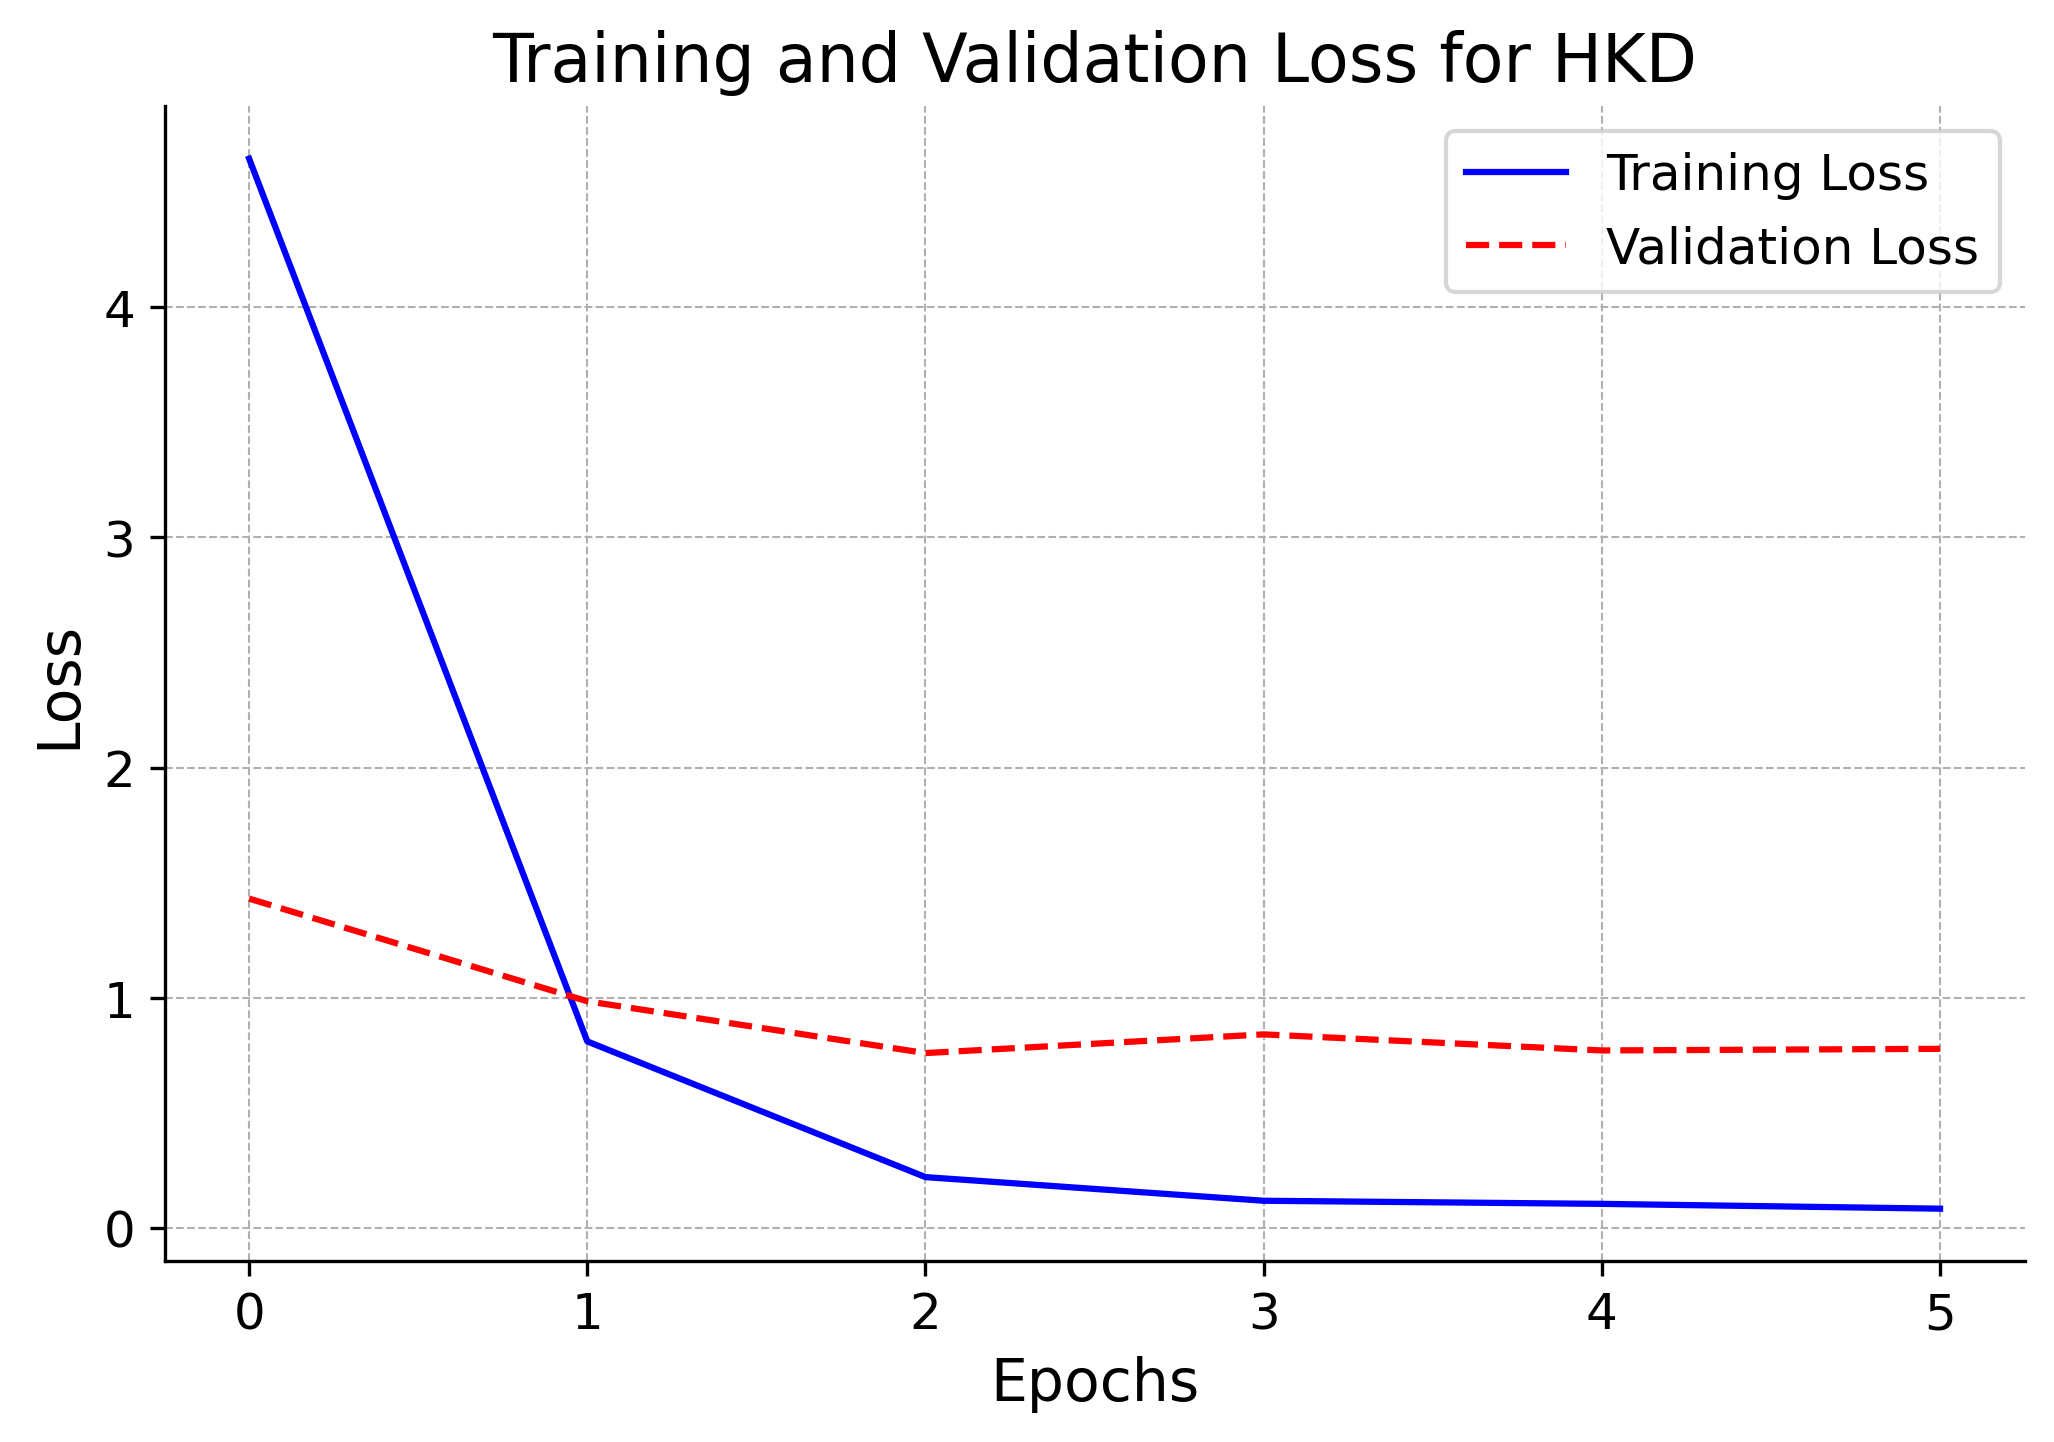 Training and Validation Loss for HKD
Training Loss
Validation Loss
4
3
2
1
0
Loss
0 1 2 3 4 5
Epochs